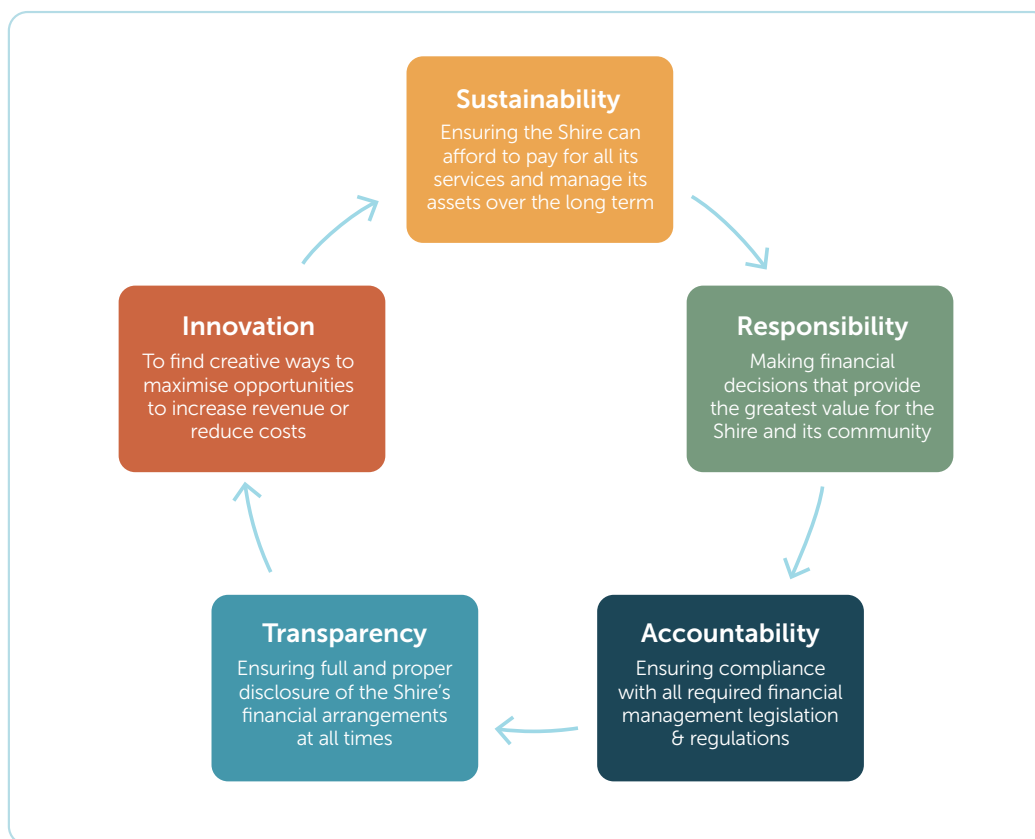 Sustainability
Ensuring the Shire can
afford to pay for all its
services and manage its
assets over the long term
Responsibility
Making financial
decisions that provide
the greatest value for the
Shire and its community
Accountability
Ensuring compliance
with all required financial
management legislation
& regulations
Transparency
Ensuring full and proper
disclosure of the Shire's
financial arrangements
at all times
Innovation
To find creative ways to
maximise opportunities
to increase revenue or
reduce costs